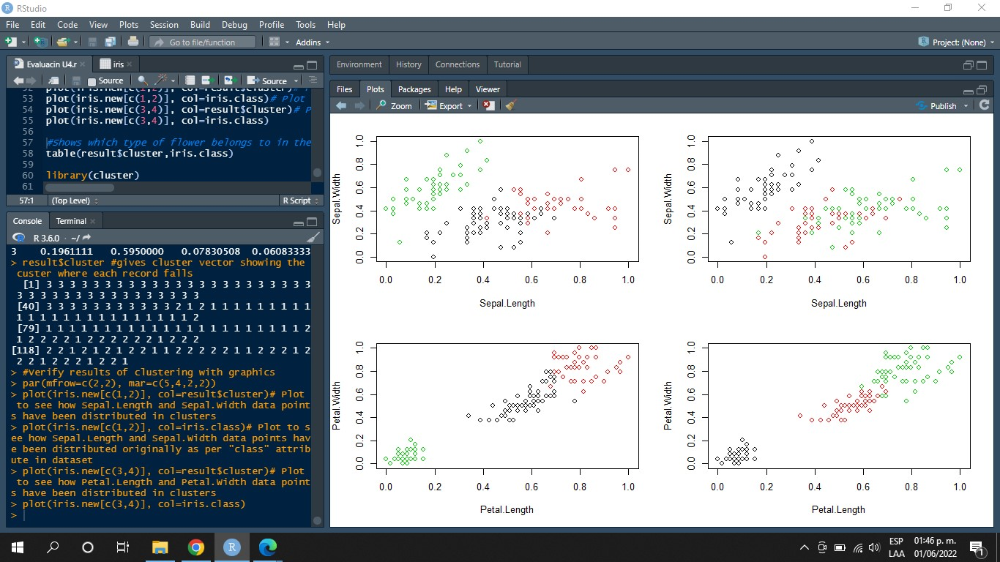 RStudio
File Edit Code View Plots Session Build Debug Profile Tools Help
Go to file/function Addins Project: (None)
Evaluacin U4.r iris
Source Source
52 plot(iris.new[c(1,2)], col=result$cluster)#
53 plot(iris.new[c(1,2)], col=iris.class)# Plot
54 plot(iris.new[c(3,4)], col=result$cluster)# P
55 plot(iris.new[c(3,4)], col=iris.class)
56
57 #Shows which type of flower belongs to in the
58 table(result$cluster,iris.class)
59
60 library(cluster)
61
57:1 (Top Level) R Script
Console Terminal
R 3.6.0 · ~/
3 0.1961111 0.5950000 0.07830508 0.06083333
> result$cluster #gives cluster vector showing the
custer where each record falls
[1] 3 3 3 3 3 3 3 3 3 3 3 3 3 3 3 3 3 3 3 3 3 3 3
3 3 3 3 3 3 3 3 3 3 3 3 3 3 3 3
[40] 3 3 3 3 3 3 3 3 3 3 3 2 1 2 1 1 1 1 1 1 1 1 1
1 1 1 1 1 1 1 1 1 1 1 1 1 1 1 2
[79] 1 1 1 1 1 1 1 1 1 1 1 1 1 1 1 1 1 1 1 1 1 1 2
1 2 2 2 2 1 2 2 2 2 2 2 1 2 2 2
[118] 2 2 1 2 1 2 1 2 2 1 1 2 2 2 2 2 1 1 2 2 2 1 2
2 2 1 2 2 2 1 2 2 1
> #verify results of clustering with graphics
> par(mfrow=c(2,2), mar=c(5,4,2,2))
> plot(iris.new[c(1,2)], col=result$cluster)# Plot
to see how Sepal.Length and Sepal.Width data point
s have been distributed in clusters
> plot(iris.new[c(1,2)], col=iris.class)# Plot to s
ee how Sepal.Length and Sepal.Width data points hav
e been distributed originally as per "class" attrib
ute in dataset
> plot(iris.new[c(3,4)], col=result$cluster)# Plot
to see how Petal.Length and Petal.Width data point
s have been distributed in clusters
> plot(iris.new[c(3,4)], col=iris.class)
>
Environment History Connections Tutorial
Files Plots Packages Help Viewer
Zoom Export Publish
Sepal.Width
0.0 0.2 0.4 0.6 0.8 1.0
0.0 0.2 0.4 0.6 0.8 1.0
Sepal.Length
Sepal.Width
0.0 0.2 0.4 0.6 0.8 1.0
0.0 0.2 0.4 0.6 0.8 1.0
Sepal.Length
Petal.Width
0.0 0.2 0.4 0.6 0.8 1.0
0.0 0.2 0.4 0.6 0.8 1.0
Petal.Length
Petal.Width
0.0 0.2 0.4 0.6 0.8 1.0
0.0 0.2 0.4 0.6 0.8 1.0
Petal.Length
ESP 01:46 p. m.
LAA 01/06/2022
1